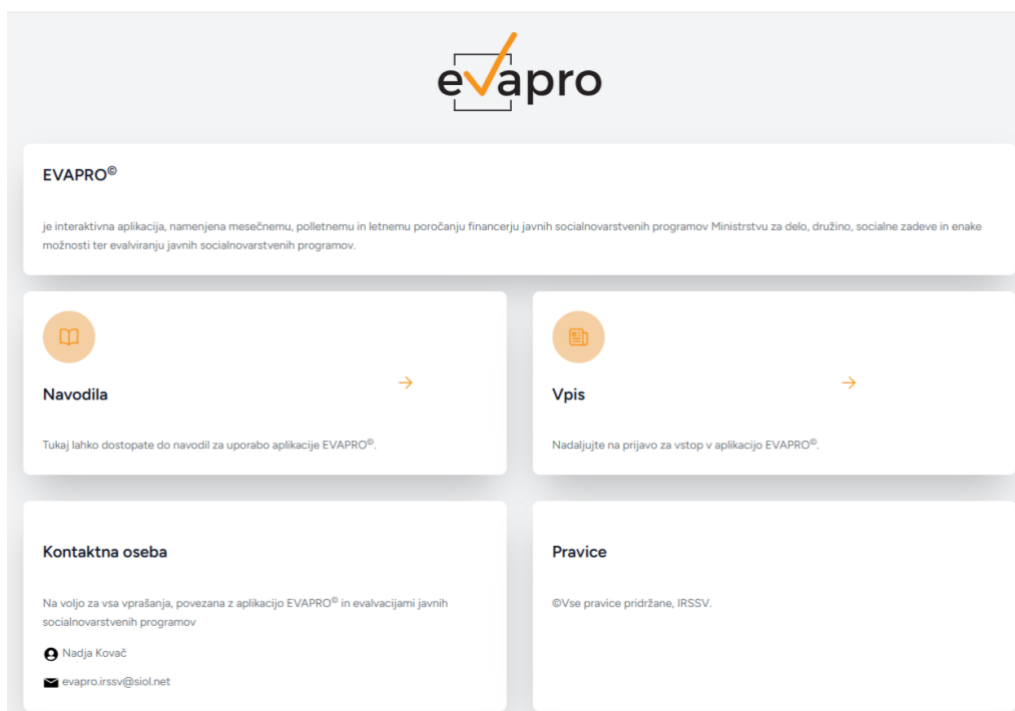 evapro
EVAPRO©
je interaktivna aplikacija, namenjena mesečnemu, polletnemu in letnemu poročanju financerju javnih socialnovarstvenih programov Ministrstvu za delo, družino, socialne zadeve in enake
možnosti ter evalviranju javnih socialnovarstvenih programov.
Navodila
Tukaj lahko dostopate do navodil za uporabo aplikacije EVAPRO©.
Vpis
Nadaljujte na prijavo za vstop v aplikacijo EVAPRO©.
Kontaktna oseba
Na voljo za vsa vprašanja, povezana z aplikacijo EVAPRO© in evalvacijami javnih
socialnovarstvenih programov
Nadja Kovač
evapro.irssv@siol.net
Pravice
©Vse pravice pridržane, IRSSV.